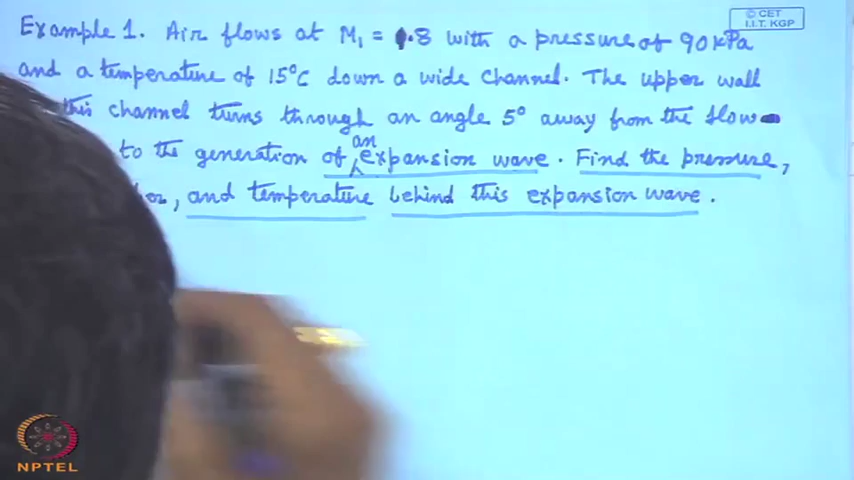 © CET
I.I.T. KGP
Example 1. Air flows at M₁ = 1.8 with a pressure of 90 kPa
and a temperature of 15°C down a wide channel. The upper wall
this channel turns through an angle 5° away from the flow
to the generation of an expansion wave. Find the pressure,
and temperature behind this expansion wave.
NPTEL